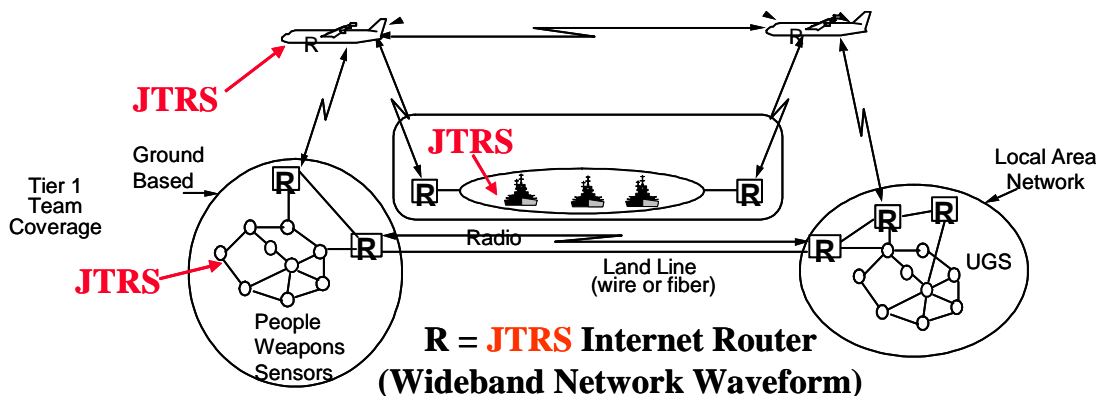 R
R
JTRS
JTRS
Ground
Based
Tier 1
Team
Coverage
R
R
R
Local Area
Network
R
R
R
Radio
R
JTRS
Land Line
(wire or fiber)
UGS
People
Weapons
Sensors
R = JTRS Internet Router
(Wideband Network Waveform)